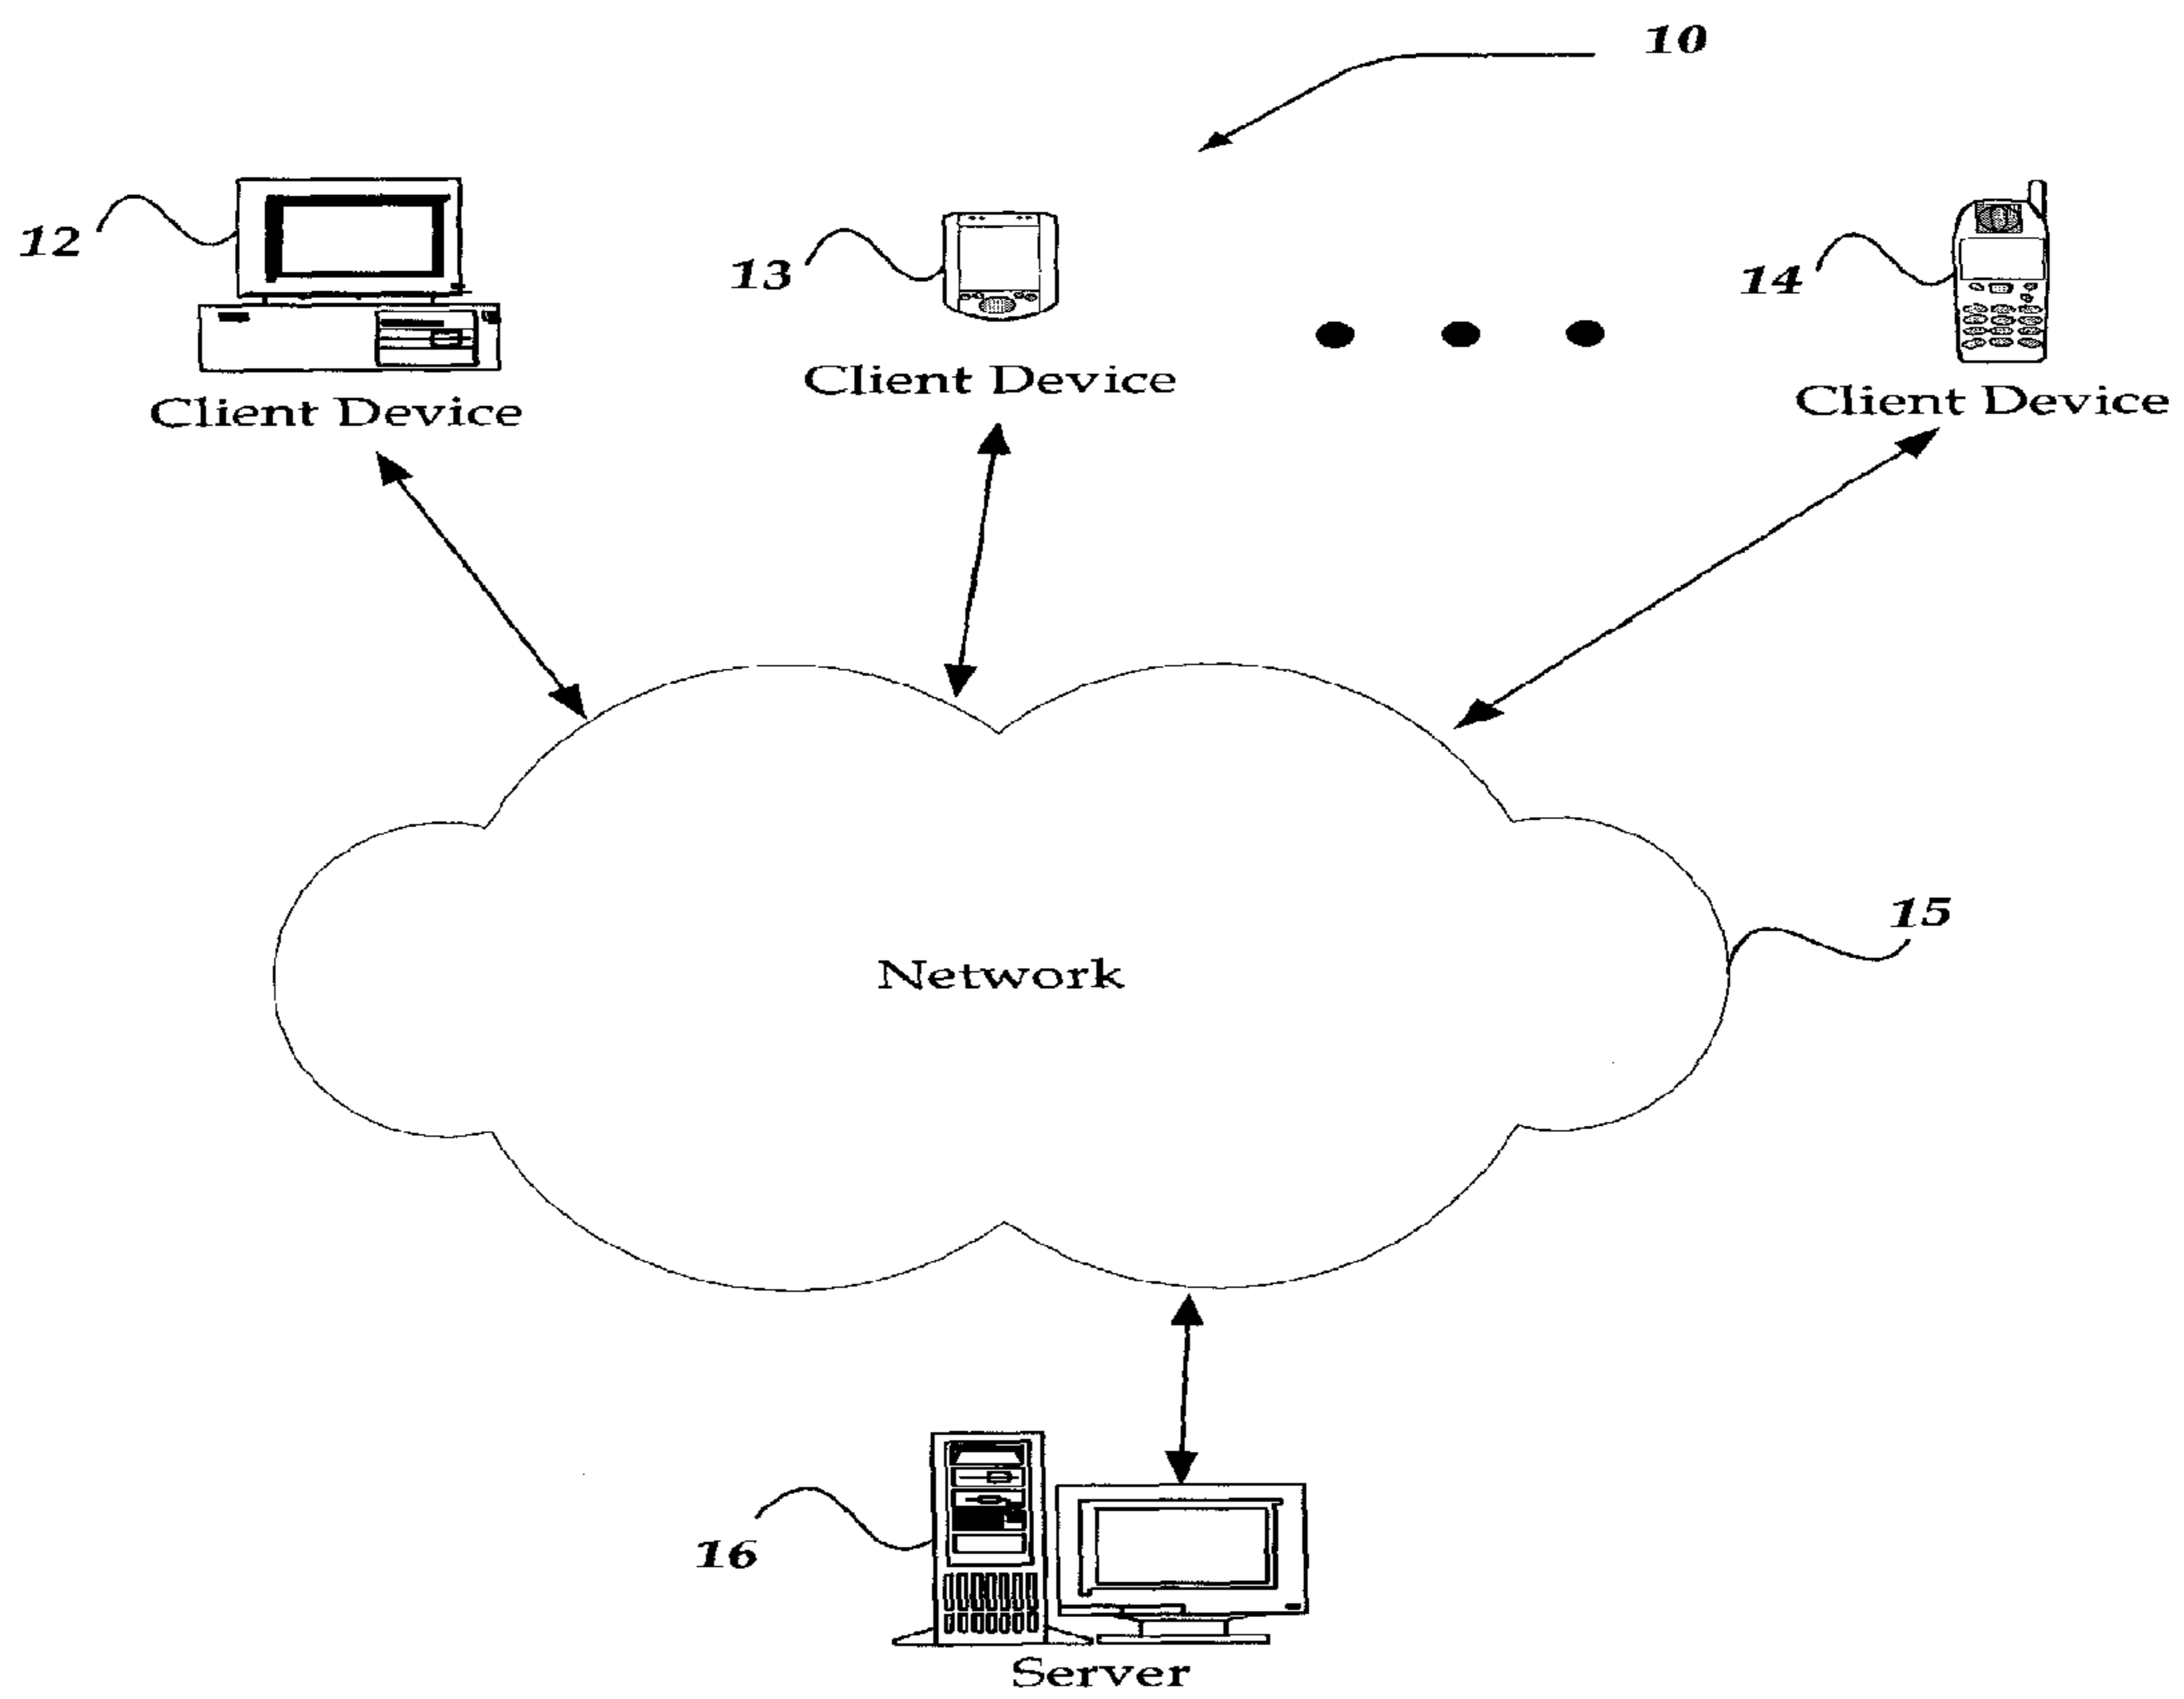 10
12
13
14
Client Device
Client Device
Client Device
15
Network
16
Server